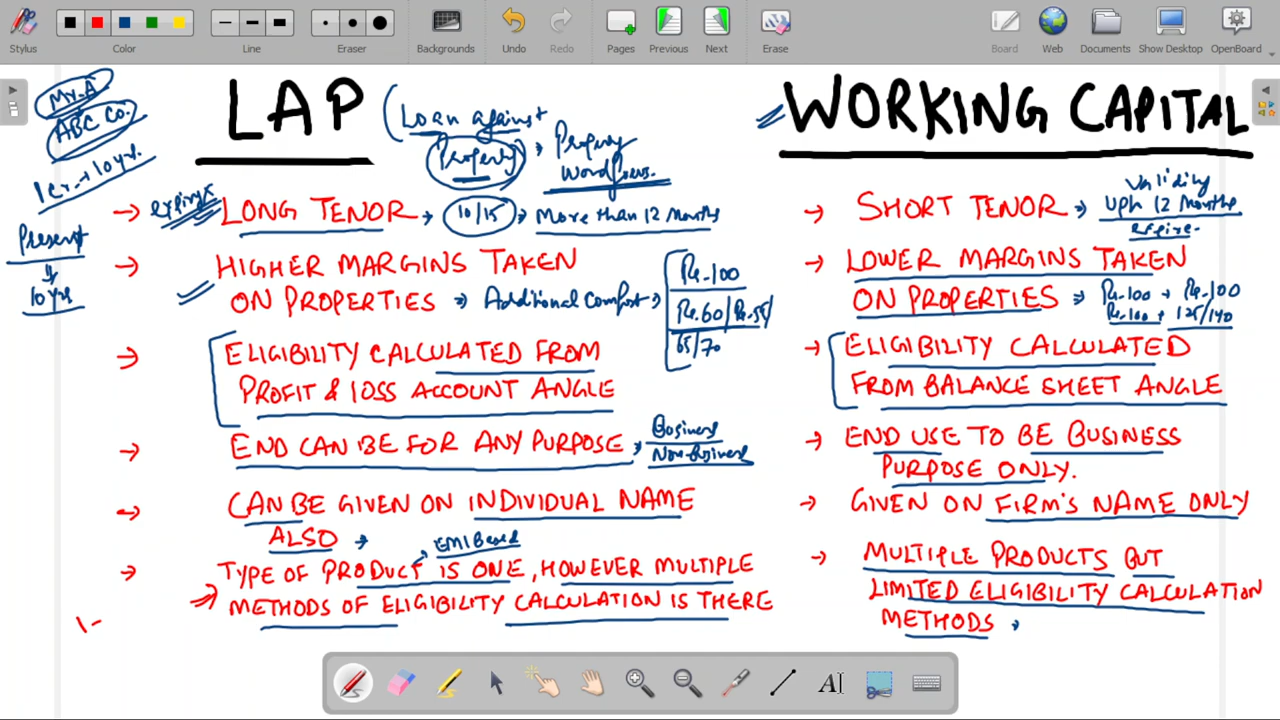 Stylus Color Line Eraser Backgrounds Undo Redo Pages Previous Next Erase Board Web Documents Show Desktop OpenBoard
Mr. A
ABC Co.
1 cr. → 10 yr.
Present
10 yrs
LAP
(Loan against
Property
Property
LONG TENOR
10/15
More than 12 Months
HIGHER MARGINS TAKEN
ON PROPERTIES
Additional comfort
Rs.100
Rs.60/Rs.55/
65/70
ELIGIBILITY CALCULATED FROM
PROFIT & LOSS ACCOUNT ANGLE
END CAN BE FOR ANY PURPOSE
Business
Non-Business
CAN BE GIVEN ON INDIVIDUAL NAME
ALSO
EMI Based
TYPE OF PRODUCT IS ONE, HOWEVER MULTIPLE
METHODS OF ELIGIBILITY CALCULATION IS THERE
1-
WORKING CAPITAL
SHORT TENOR
Validity
Upto 12 Months
expire.
LOWER MARGINS TAKEN
ON PROPERTIES
Rs.100 → Rs.100
Rs.100 → 125/140
ELIGIBILITY CALCULATED
FROM BALANCE SHEET ANGLE
END USE TO BE BUSINESS
PURPOSE ONLY.
GIVEN ON FIRM'S NAME ONLY
MULTIPLE PRODUCTS BUT
LIMITED ELIGIBILITY CALCULATION
METHODS